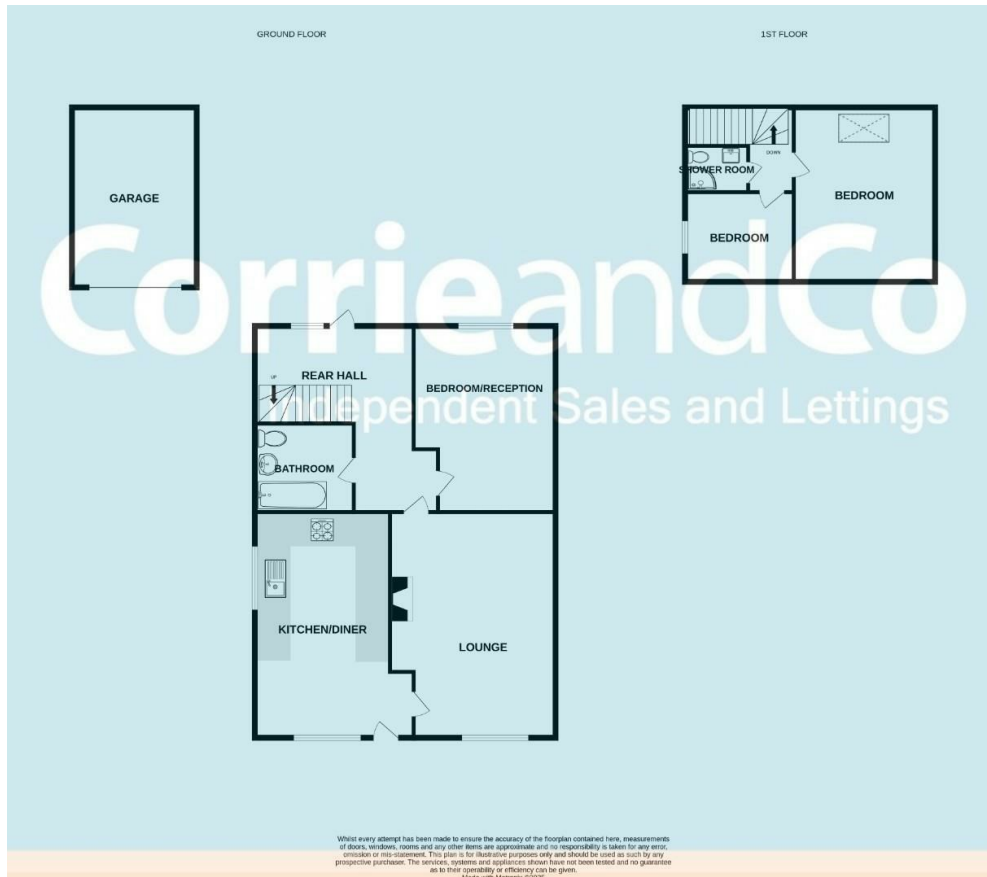 GROUND FLOOR
1ST FLOOR
GARAGE
DOWN
SHOWER ROOM
BEDROOM
BEDROOM
CorrieandCo
Independent Sales and Lettings
UP
REAR HALL
BEDROOM/RECEPTION
BATHROOM
KITCHEN/DINER
LOUNGE
Whilst every attempt has been made to ensure the accuracy of the floorplan contained here, measurements
of doors, windows, rooms and any other items are approximate and no responsibility is taken for any error,
omission or mis-statement. This plan is for illustrative purposes only and should be used as such by any
prospective purchaser. The services, systems and appliances shown have not been tested and no guarantee
as to their operability or efficiency can be given.
Made with Metropix ©2025